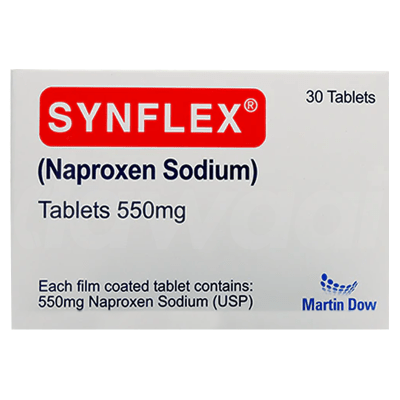 SYNFLEX®
30 Tablets
(Naproxen Sodium)
Tablets 550mg
Each film coated tablet contains:
550mg Naproxen Sodium (USP)
Martin Dow